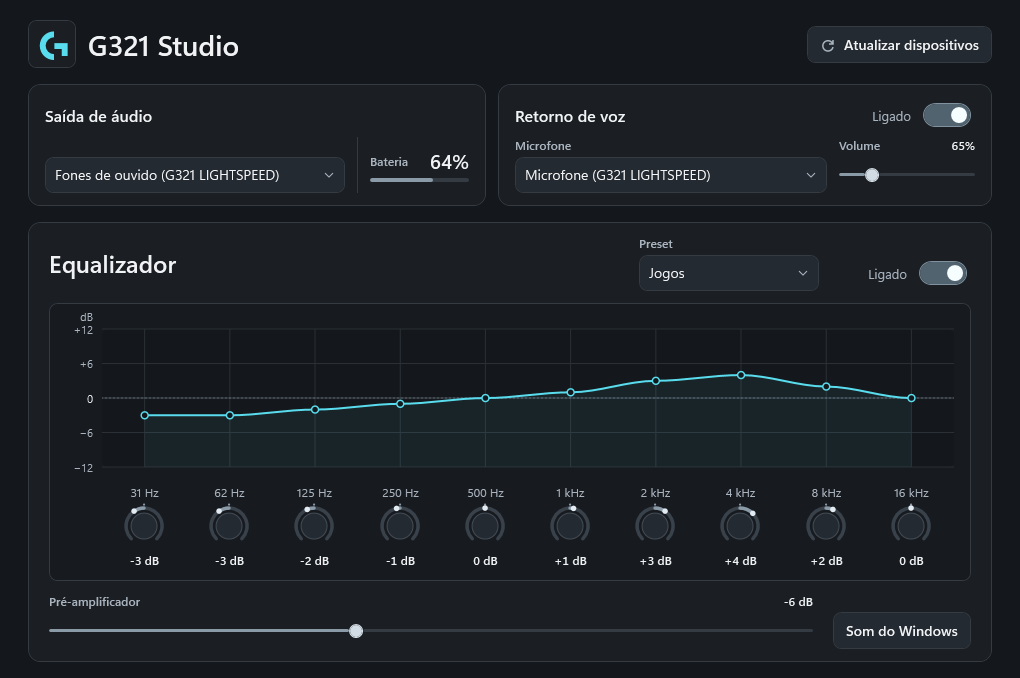 G321 Studio
Atualizar dispositivos
Saída de áudio
Fones de ouvido (G321 LIGHTSPEED)
Bateria 64%
Retorno de voz
Ligado
Microfone
Microfone (G321 LIGHTSPEED)
Volume 65%
Equalizador
Preset
Jogos
Ligado
dB
+12
+6
0
−6
−12
31 Hz 62 Hz 125 Hz 250 Hz 500 Hz 1 kHz 2 kHz 4 kHz 8 kHz 16 kHz
-3 dB -3 dB -2 dB -1 dB 0 dB +1 dB +3 dB +4 dB +2 dB 0 dB
Pré-amplificador -6 dB
Som do Windows